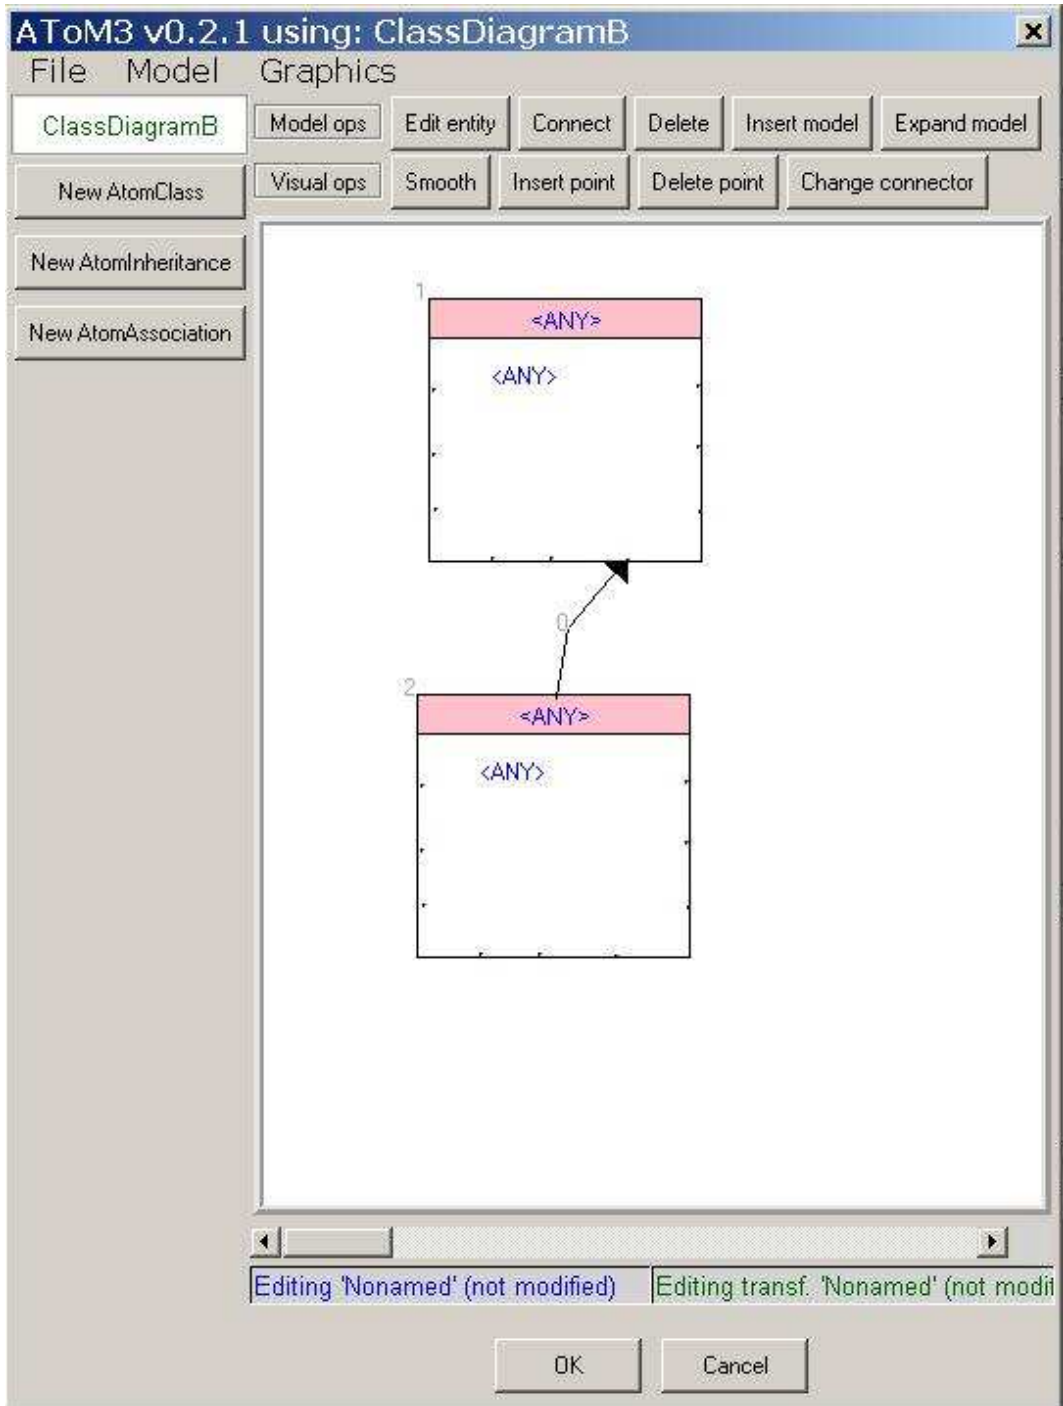 AToM3 v0.2.1 using: ClassDiagramB
File Model Graphics
ClassDiagramB
Model ops Edit entity Connect Delete Insert model Expand model
New AtomClass
Visual ops Smooth Insert point Delete point Change connector
New AtomInheritance
New AtomAssociation
1
<ANY>
<ANY>
0
2
<ANY>
<ANY>
Editing 'Nonamed' (not modified) Editing transf. 'Nonamed' (not modif
OK Cancel